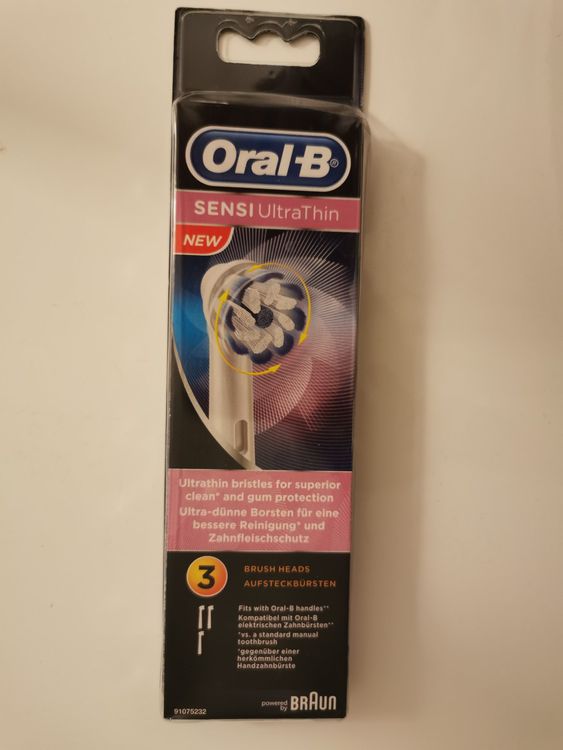 Oral-B®
SENSI UltraThin
NEW
Ultrathin bristles for superior
clean* and gum protection
Ultra-dünne Borsten für eine
bessere Reinigung* und
Zahnfleischschutz
3
BRUSH HEADS
AUFSTECKBÜRSTEN
Fits with Oral-B handles**
Kompatibel mit Oral-B
elektrischen Zahnbürsten**
*vs. a standard manual
toothbrush
*gegenüber einer
herkömmlichen
Handzahnbürste
91075232
powered by
BRAUN